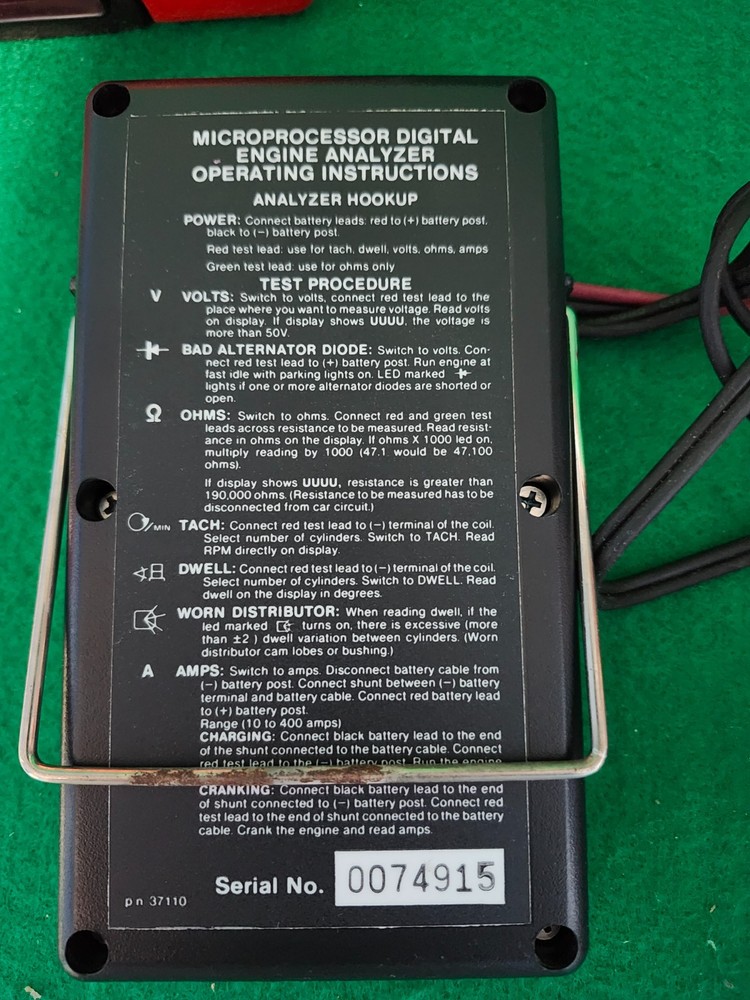 MICROPROCESSOR DIGITAL
ENGINE ANALYZER
OPERATING INSTRUCTIONS
ANALYZER HOOKUP
POWER: Connect battery leads: red to (+) battery post,
black to (-) battery post.
Red test lead: use for tach, dwell, volts, ohms, amps
Green test lead: use for ohms only
TEST PROCEDURE
V VOLTS: Switch to volts, connect red test lead to the
place where you want to measure voltage. Read volts
on display. If display shows UUUU, the voltage is
more than 50V.
BAD ALTERNATOR DIODE: Switch to volts. Con-
nect red test lead to (+) battery post. Run engine at
fast idle with parking lights on. LED marked
lights if one or more alternator diodes are shorted or
open.
Ω OHMS: Switch to ohms. Connect red and green test
leads across resistance to be measured. Read resist-
ance in ohms on the display. If ohms X 1000 led on,
multiply reading by 1000 (47.1 would be 47,100
ohms).
If display shows UUUU, resistance is greater than
190,000 ohms. (Resistance to be measured has to be
disconnected from car circuit.)
/MIN TACH: Connect red test lead to (-) terminal of the coil.
Select number of cylinders. Switch to TACH. Read
RPM directly on display.
DWELL: Connect red test lead to (-) terminal of the coil.
Select number of cylinders. Switch to DWELL. Read
dwell on the display in degrees.
WORN DISTRIBUTOR: When reading dwell, if the
led marked turns on, there is excessive (more
than ±2 ) dwell variation between cylinders. (Worn
distributor cam lobes or bushing.)
A AMPS: Switch to amps. Disconnect battery cable from
(-) battery post. Connect shunt between (-) battery
terminal and battery cable. Connect red battery lead
to (+) battery post.
Range (10 to 400 amps)
CHARGING: Connect black battery lead to the end
of the shunt connected to the battery cable. Connect
red test lead to the (-) battery post. Run the engine
CRANKING: Connect black battery lead to the end
of shunt connected to (-) battery post. Connect red
test lead to the end of shunt connected to the battery
cable. Crank the engine and read amps.
Serial No. 0074915
pn 37110